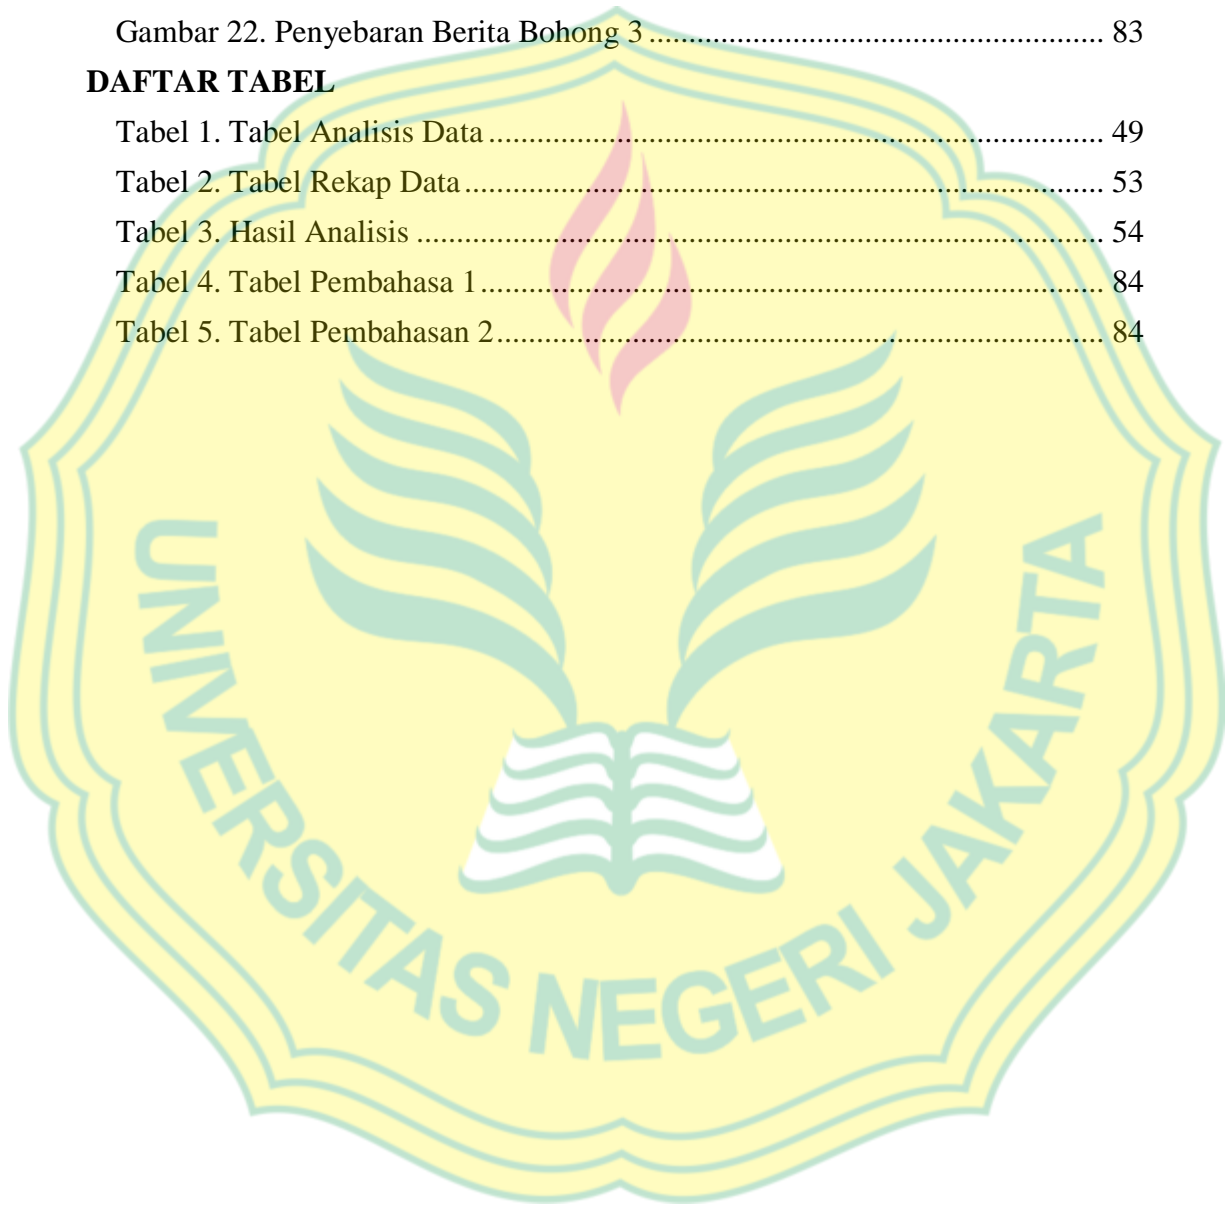 Gambar 22. Penyebaran Berita Bohong 3 ........................................................ 83
DAFTAR TABEL
Tabel 1. Tabel Analisis Data ............................................................................ 49
Tabel 2. Tabel Rekap Data ............................................................................... 53
Tabel 3. Hasil Analisis ..................................................................................... 54
Tabel 4. Tabel Pembahasa 1 ............................................................................. 84
Tabel 5. Tabel Pembahasan 2 ........................................................................... 84
UNIVERSITAS NEGERI JAKARTA